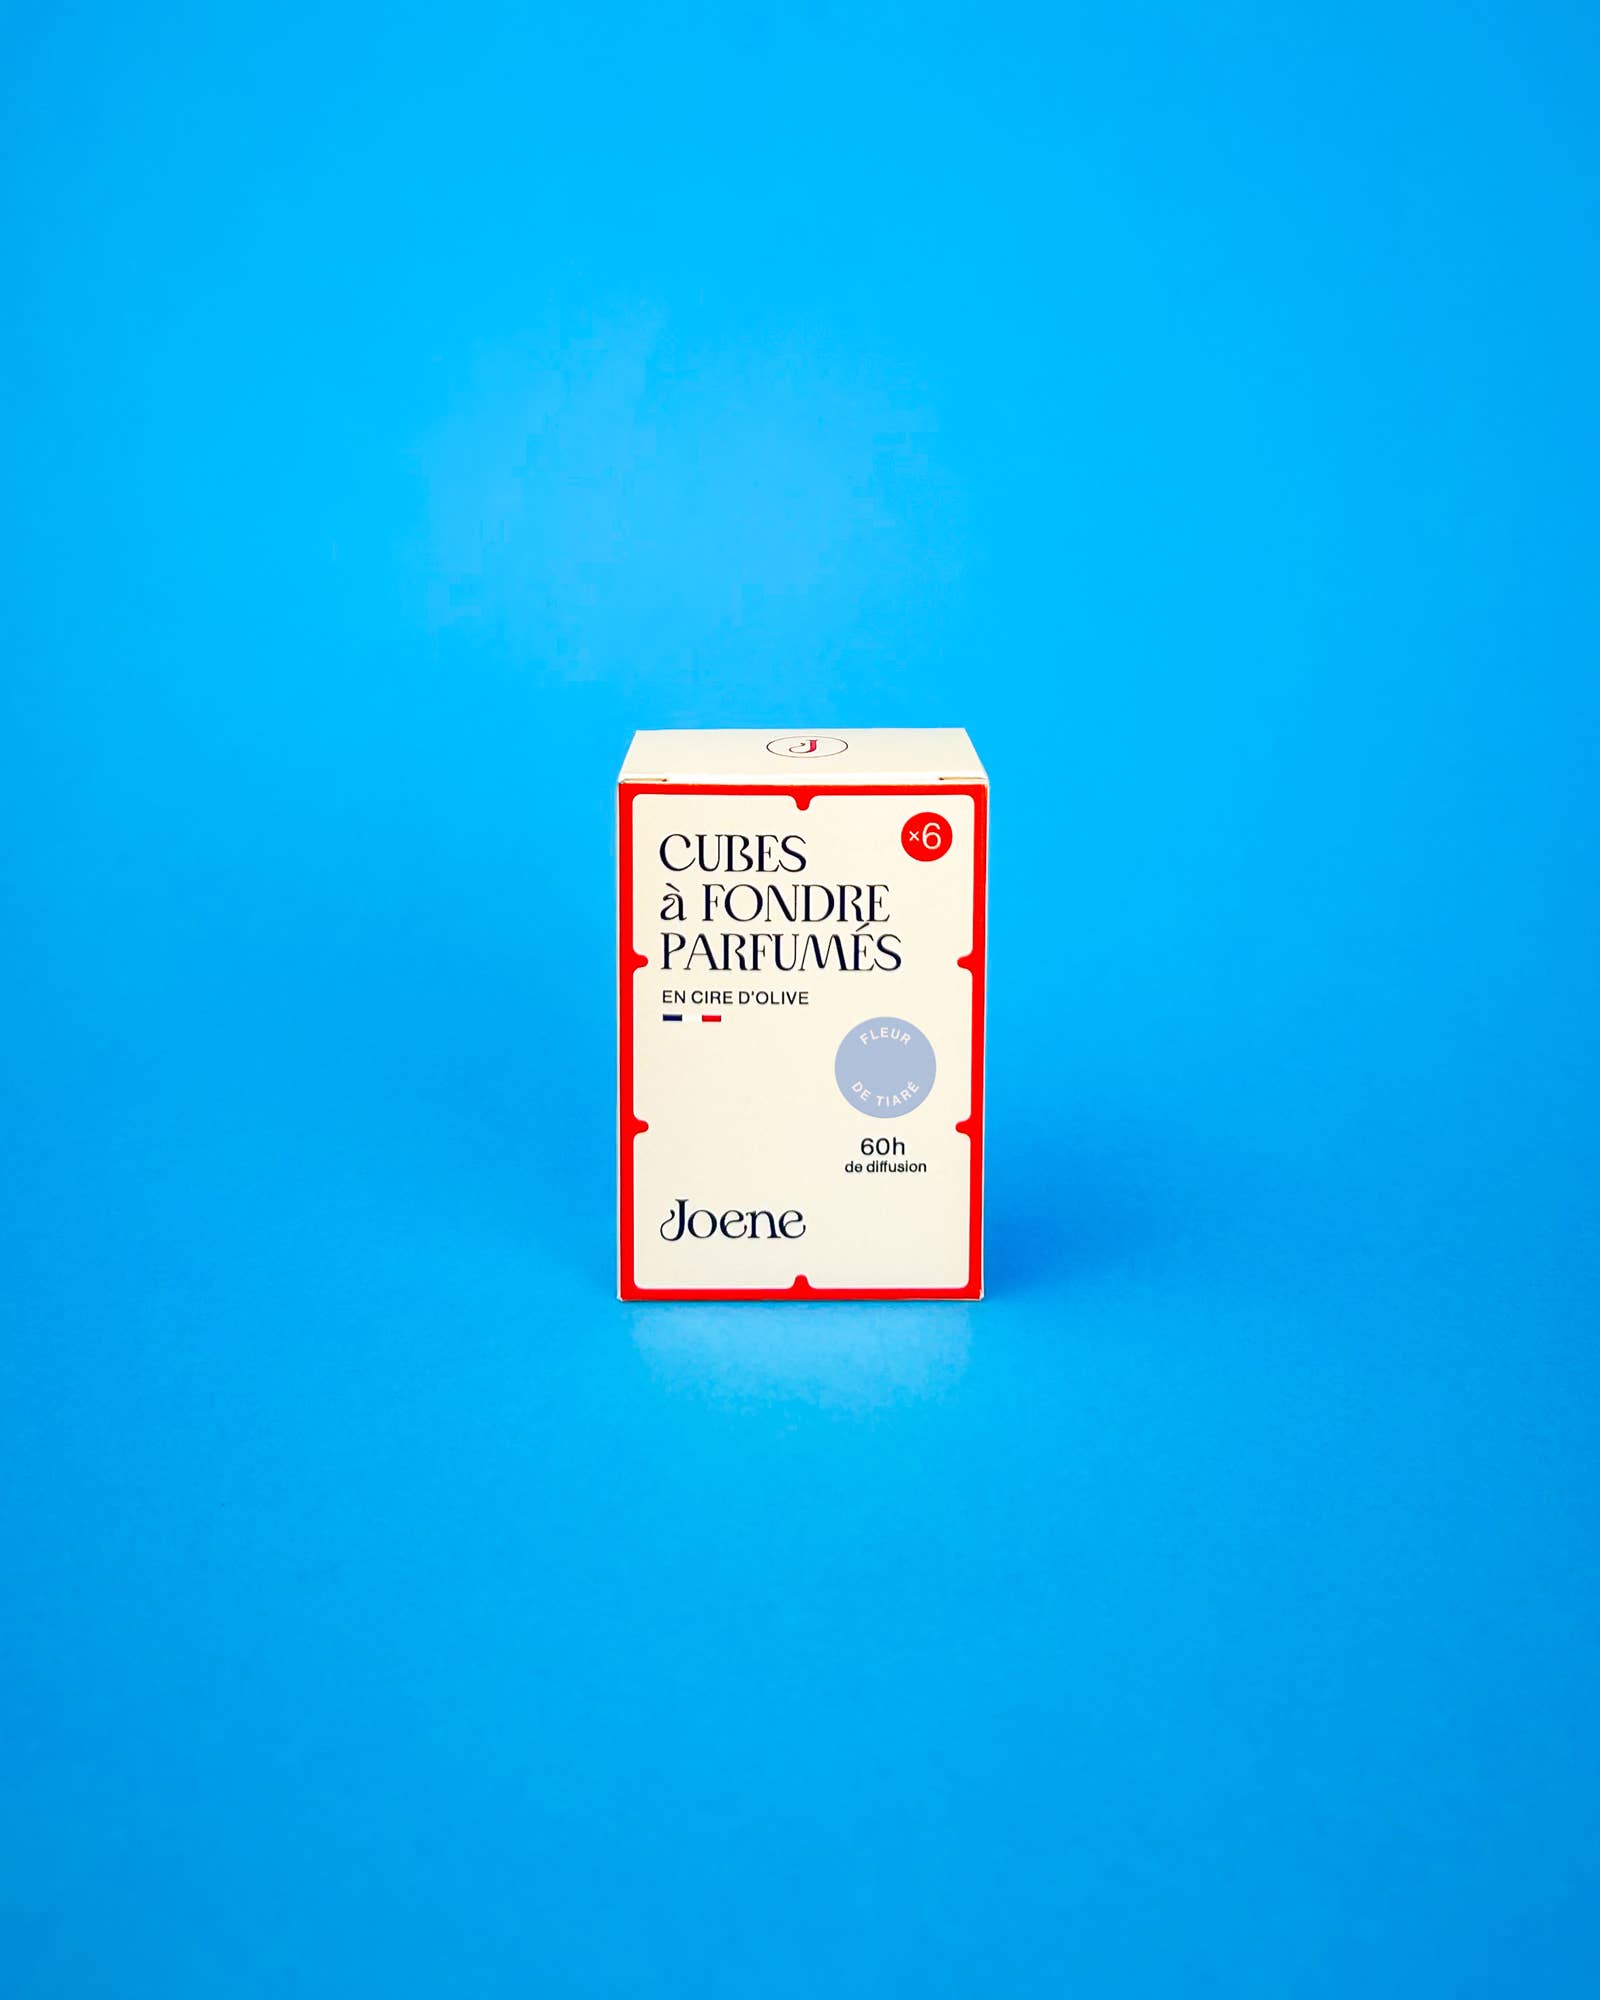 J
×6
CUBES
à FONDRE
PARFUMÉS
EN CIRE D'OLIVE
FLEUR
DE TIARÉ
60h
de diffusion
Joene